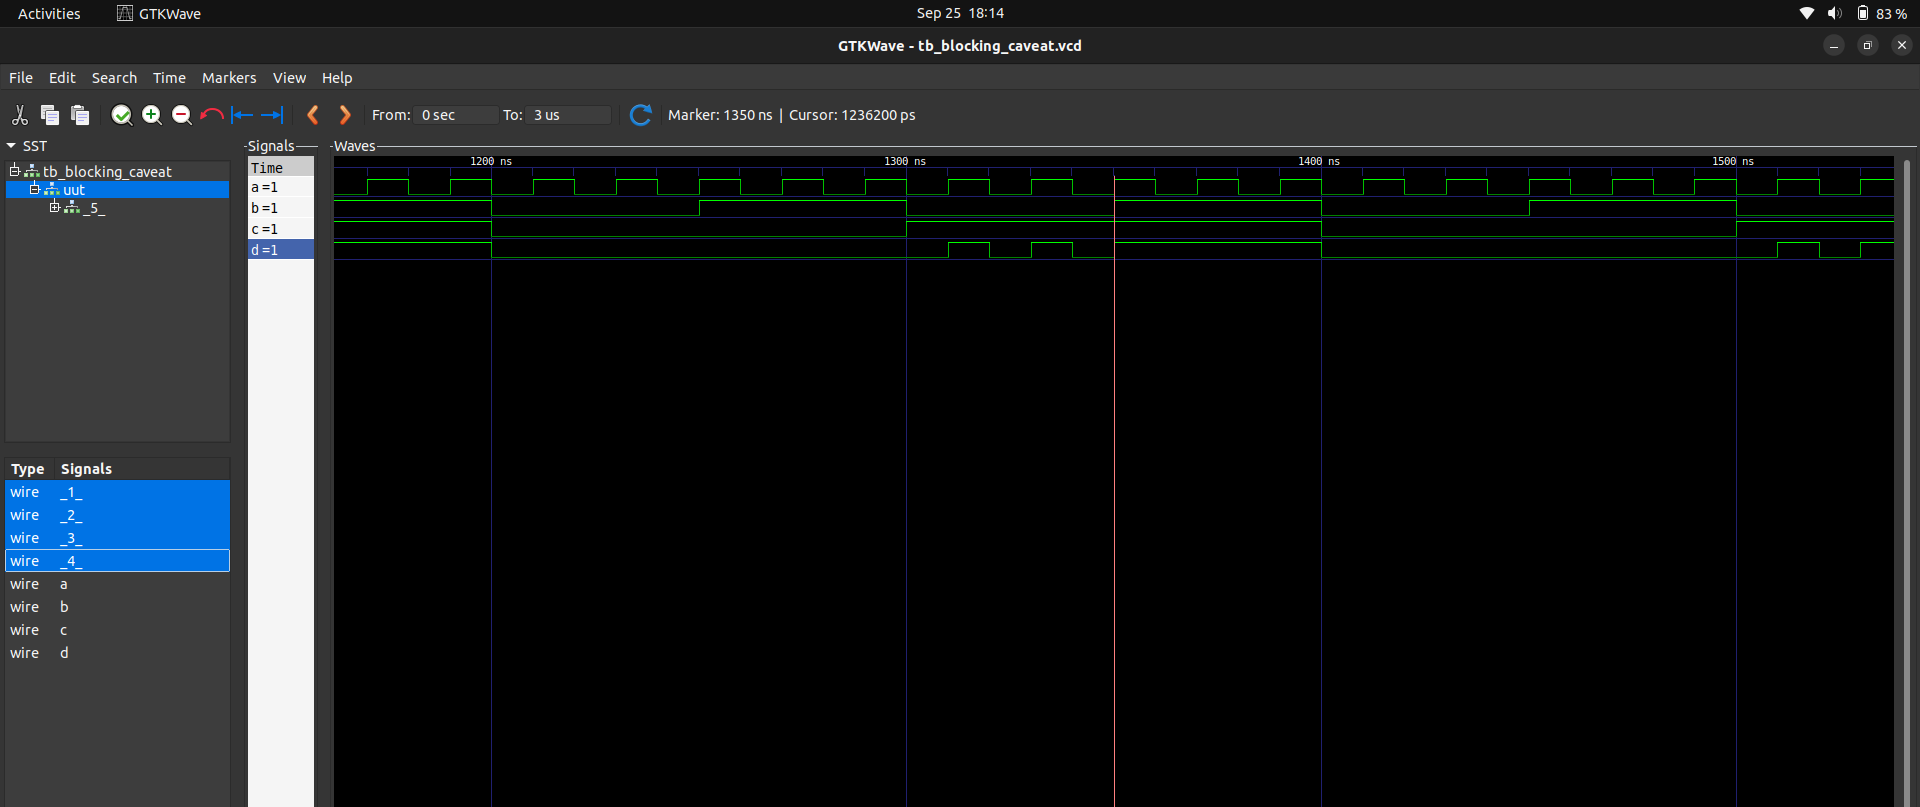 Activities GTKWave Sep 25 18:14 83 %
GTKWave - tb_blocking_caveat.vcd
File Edit Search Time Markers View Help
From: 0 sec To: 3 us Marker: 1350 ns | Cursor: 1236200 ps
SST
tb_blocking_caveat
uut
_5_
Type Signals
wire _1_
wire _2_
wire _3_
wire _4_
wire a
wire b
wire c
wire d
Signals
Time
a =1
b =1
c =1
d =1
Waves
1200 ns 1300 ns 1400 ns 1500 ns